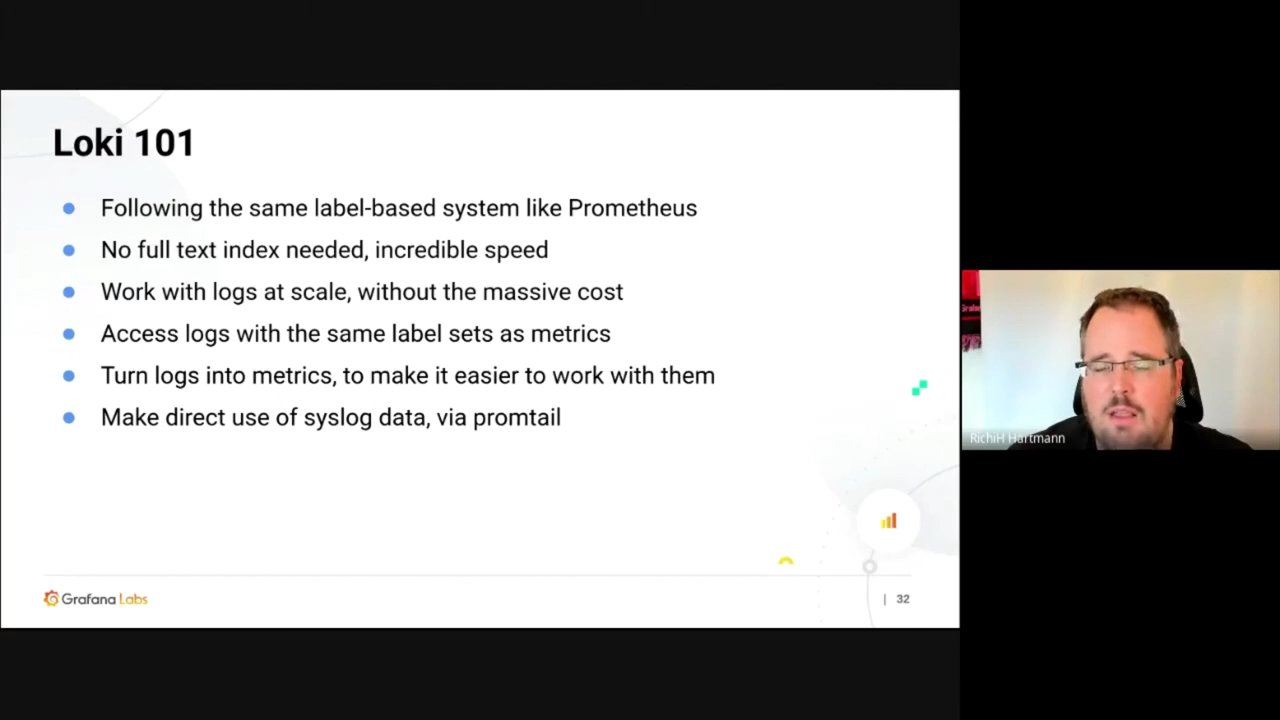 Loki 101
Following the same label-based system like Prometheus
No full text index needed, incredible speed
Work with logs at scale, without the massive cost
Access logs with the same label sets as metrics
Turn logs into metrics, to make it easier to work with them
Make direct use of syslog data, via promtail
Grafana Labs
| 32
RichiH Hartmann